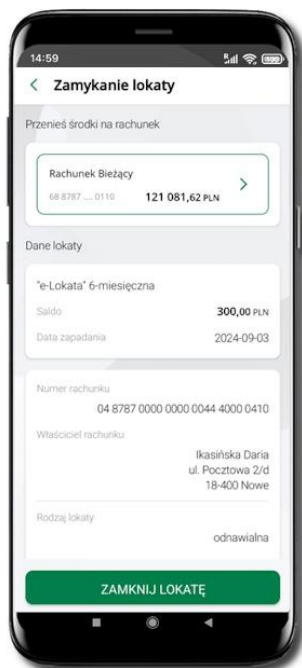 14:59
Zamykanie lokaty
Przenieś środki na rachunek
Rachunek Bieżący
68 8787 .... 0110 121 081,62 PLN
Dane lokaty
"e-Lokata" 6-miesięczna
Saldo 300,00 PLN
Data zapadania 2024-09-03
Numer rachunku
04 8787 0000 0000 0044 4000 0410
Właściciel rachunku
Ikasińska Daria
ul. Pocztowa 2/d
18-400 Nowe
Rodzaj lokaty
odnawialna
ZAMKNIJ LOKATĘ